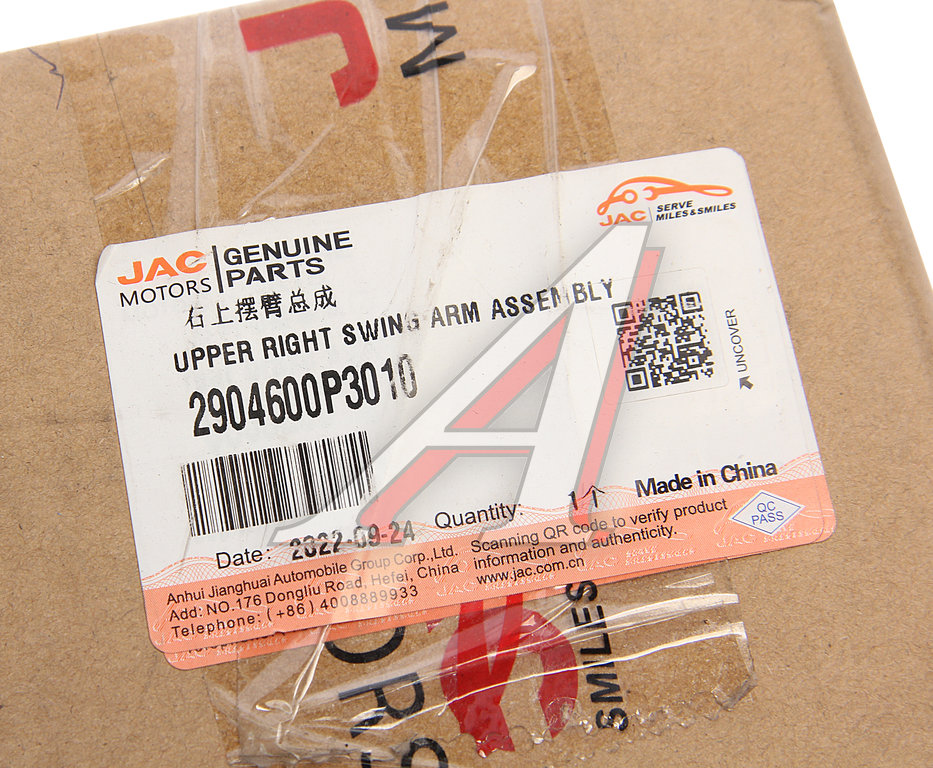 M
JAC
MOTORS
GENUINE
PARTS
JAC
SERVE
MILES&SMILES
右上摆臂总成
UPPER RIGHT SWING ARM ASSEMBLY
2904600P3010
UNCOVER
Made in China
Quantity: 1个
QC
PASS
Date: 2022-09-24
Anhui Jianghuai Automobile Group Corp.,Ltd.
Add: NO.176 Dongliu Road, Hefei, China
Telephone: (+86) 4008889933
Scanning QR code to verify product
information and authenticity.
www.jac.com.cn
SMILES